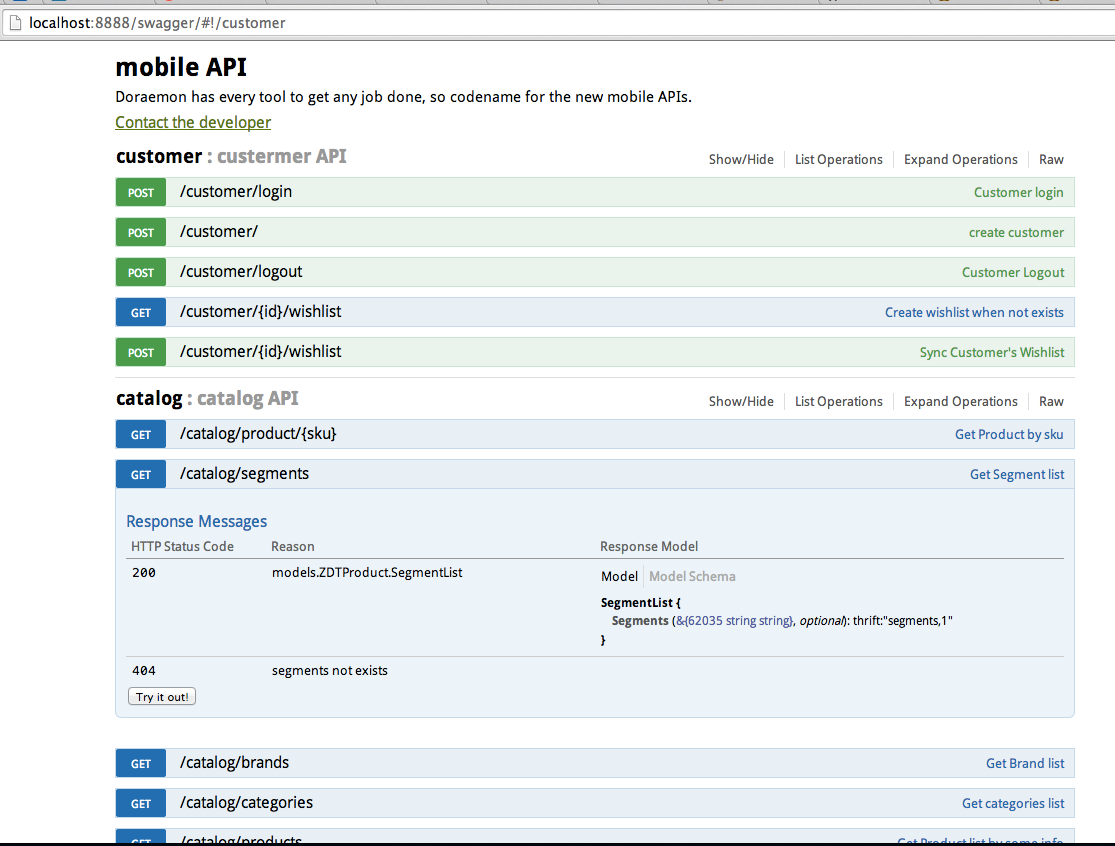 localhost:8888/swagger/#!/customer
mobile API
Doraemon has every tool to get any job done, so codename for the new mobile APIs.
Contact the developer
customer : custermer API Show/Hide List Operations Expand Operations Raw
POST /customer/login Customer login
POST /customer/ create customer
POST /customer/logout Customer Logout
GET /customer/{id}/wishlist Create wishlist when not exists
POST /customer/{id}/wishlist Sync Customer's Wishlist
catalog : catalog API Show/Hide List Operations Expand Operations Raw
GET /catalog/product/{sku} Get Product by sku
GET /catalog/segments Get Segment list
Response Messages
HTTP Status Code Reason Response Model
200 models.ZDTProduct.SegmentList Model Model Schema
SegmentList {
Segments (&{62035 string string}, optional): thrift:"segments,1"
}
404 segments not exists
Try it out!
GET /catalog/brands Get Brand list
GET /catalog/categories Get categories list
GET /catalog/products Get Product list by some info